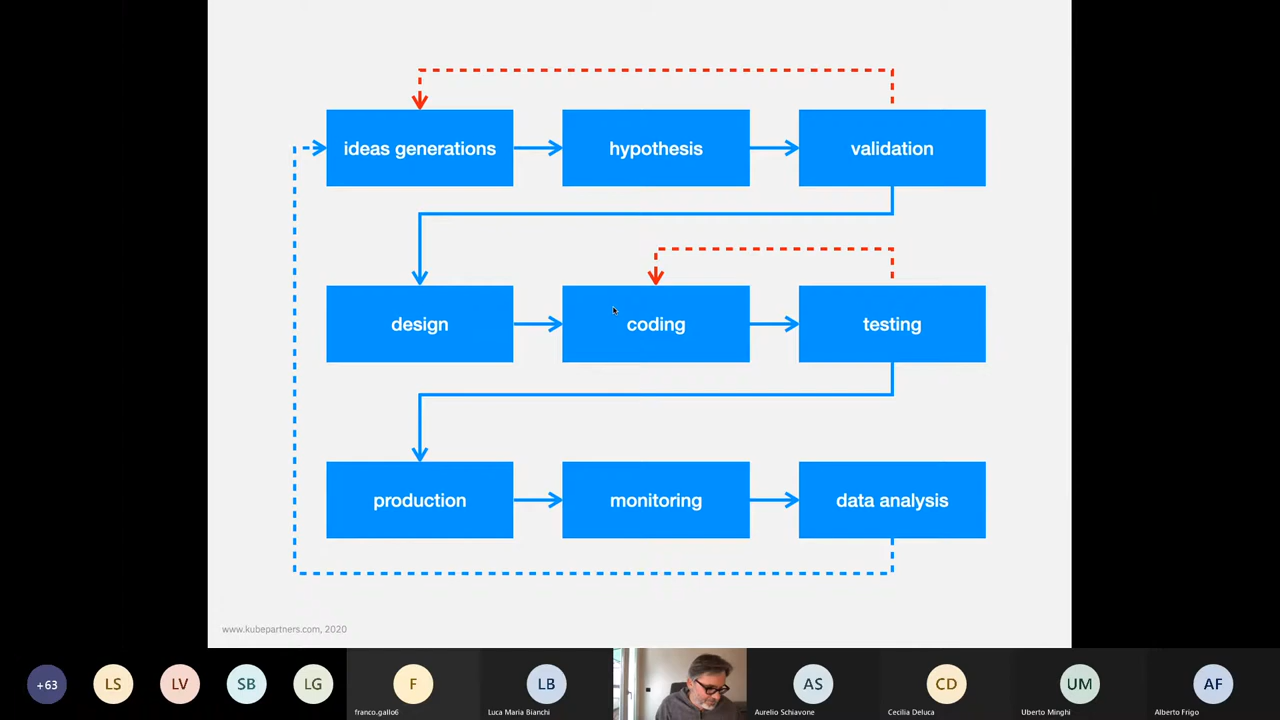 ideas generations
hypothesis
validation
design
coding
testing
production
monitoring
data analysis
www.kubepartners.com, 2020
+63
LS
LV
SB
LG
F
franco.gallo6
LB
Luca Maria Bianchi
AS
Aurelio Schiavone
CD
Cecilia Deluca
UM
Uberto Minghi
AF
Alberto Frigo